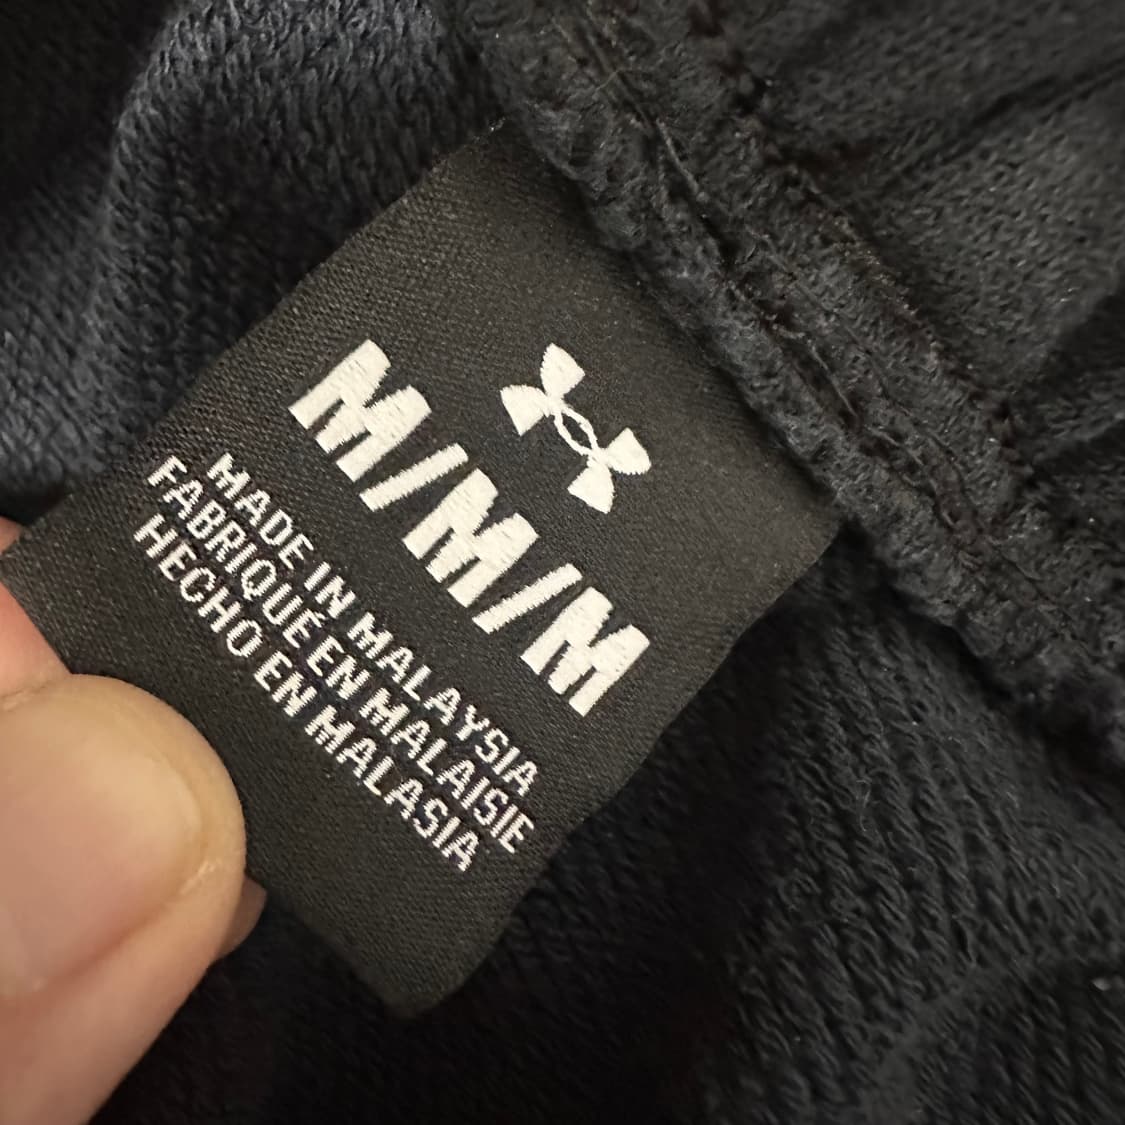 M/M/M
MADE IN MALAYSIA
FABRIQUÉ EN MALAISIE
HECHO EN MALASIA